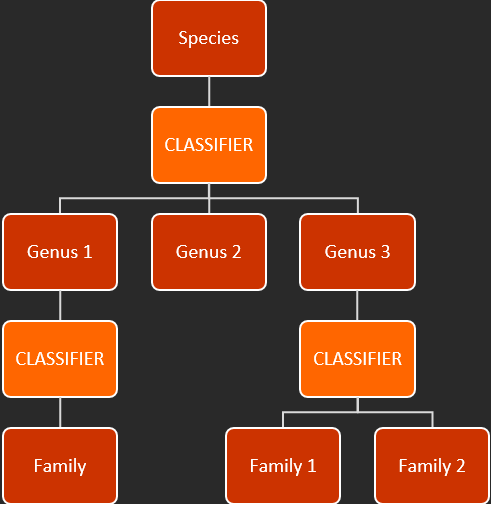 Species
CLASSIFIER
Genus 1
Genus 2
Genus 3
CLASSIFIER
CLASSIFIER
Family
Family 1
Family 2